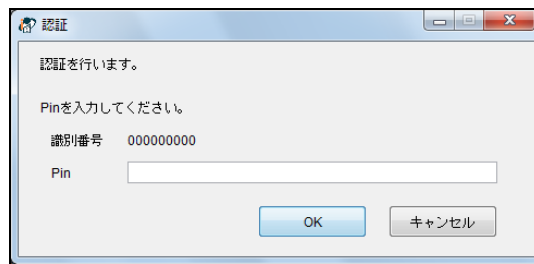 認証
認証を行います。
Pinを入力してください。
識別番号 000000000
Pin
OK キャンセル